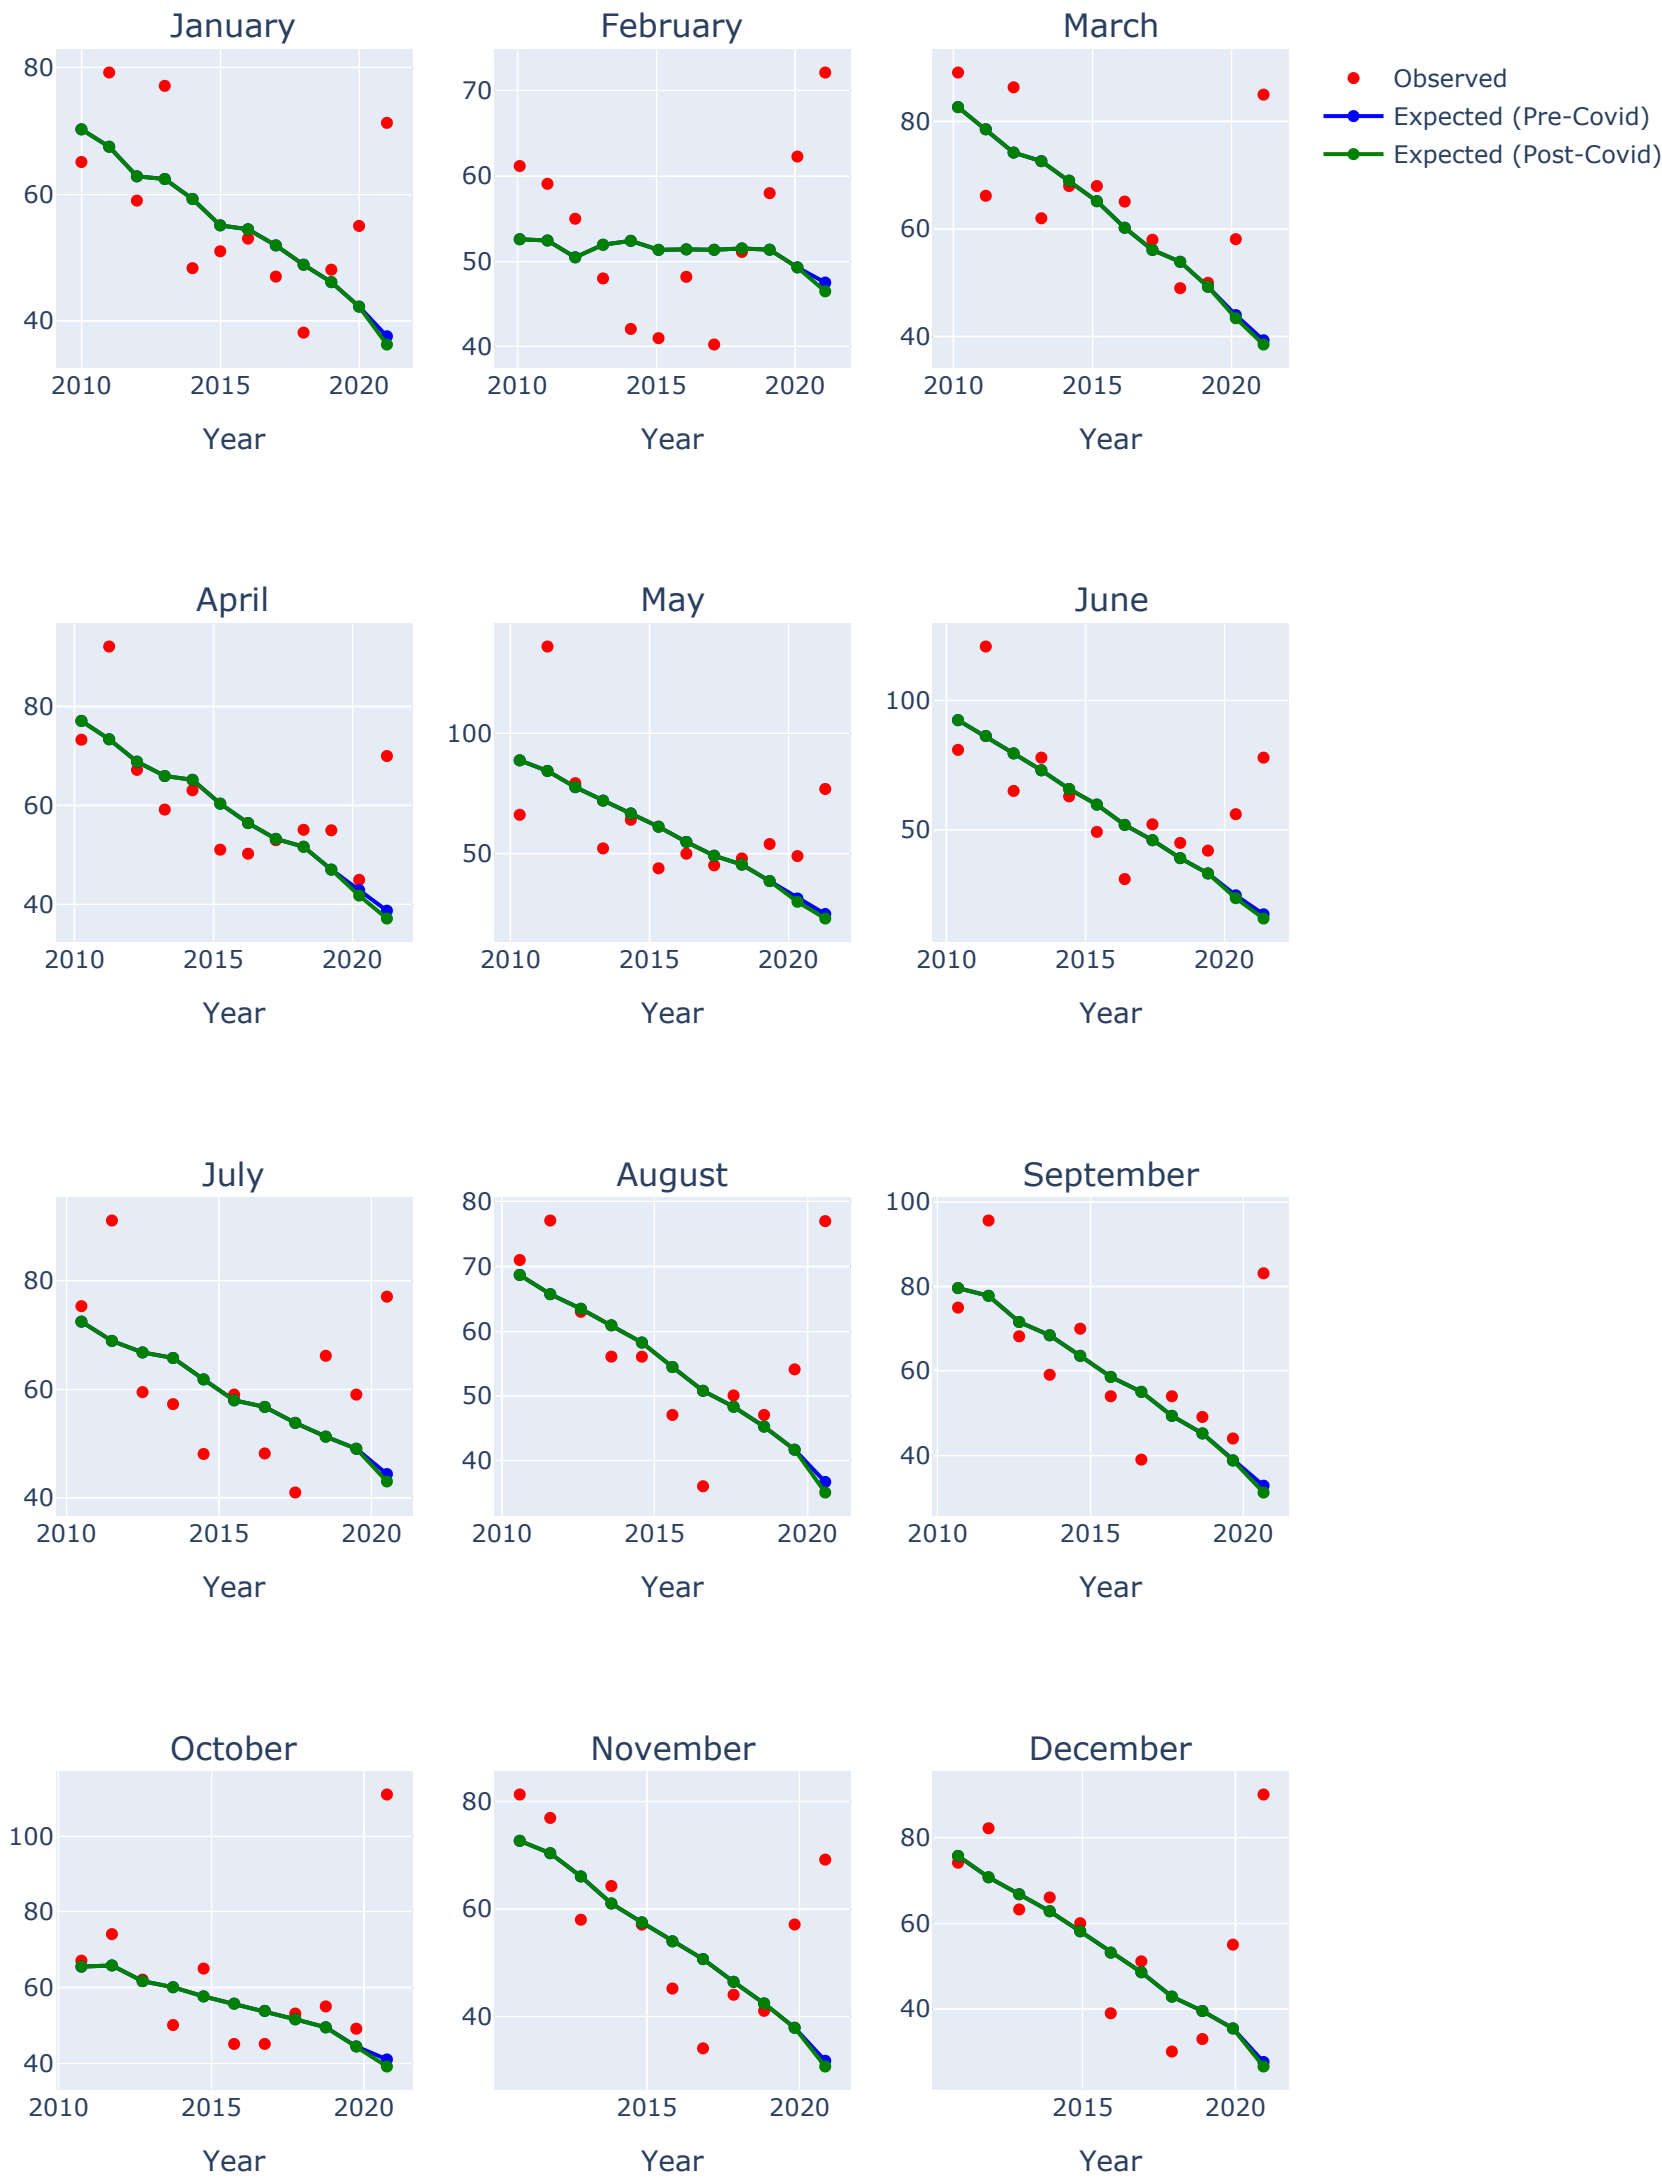 January
February
March
80
60
40
2010
2015
2020
Year
70
60
50
40
2010
2015
2020
Year
80
60
40
2010
2015
2020
Year
Observed
Expected (Pre-Covid)
Expected (Post-Covid)
April
May
June
80
60
40
2010
2015
2020
Year
100
50
2010
2015
2020
Year
100
50
2010
2015
2020
Year
July
August
September
80
60
40
2010
2015
2020
Year
80
70
60
50
40
2010
2015
2020
Year
100
80
60
40
2010
2015
2020
Year
October
November
December
100
80
60
40
2010
2015
2020
Year
80
60
40
2015
2020
Year
80
60
40
2015
2020
Year